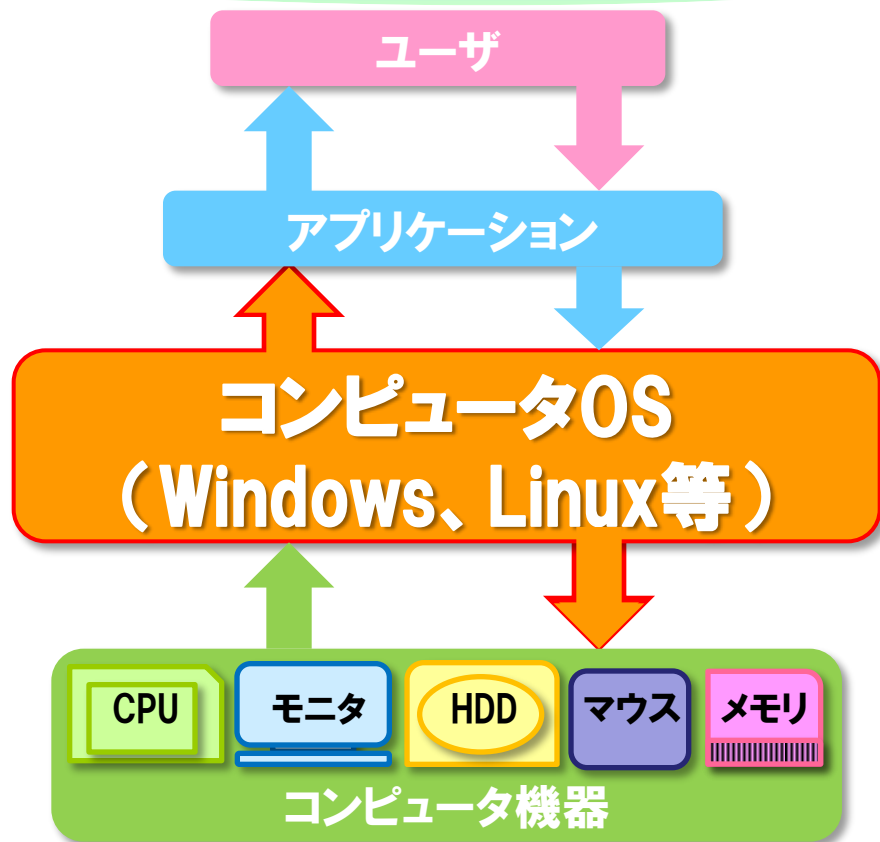 ユーザ
アプリケーション
コンピュータOS
（Windows、Linux等）
CPU
モニタ
HDD
マウス
メモリ
コンピュータ機器